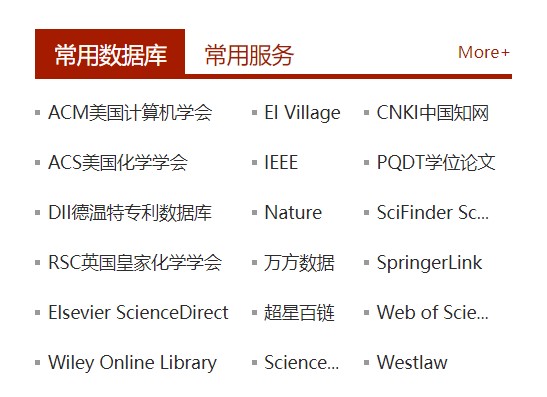 常用数据库 常用服务 More+
ACM美国计算机学会 EI Village CNKI中国知网
ACS美国化学学会 IEEE PQDT学位论文
DII德温特专利数据库 Nature SciFinder Sc...
RSC英国皇家化学学会 万方数据 SpringerLink
Elsevier ScienceDirect 超星百链 Web of Scie...
Wiley Online Library Science... Westlaw